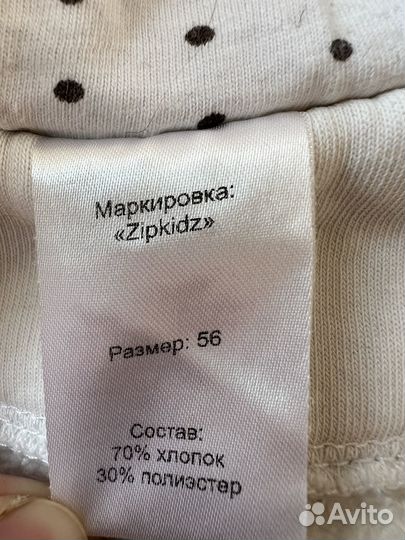 Маркировка:
«Zipkidz»
Размер: 56
Состав:
70% хлопок
30% полиэстер
Avito